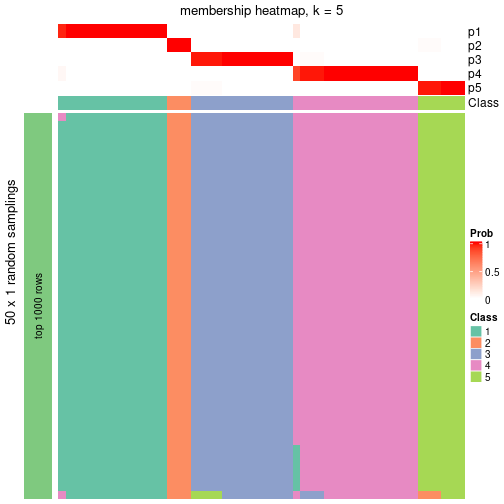 membership heatmap, k = 5
p1
p2
p3
p4
p5
Class
50 x 1 random samplings
top 1000 rows
Prob
1
0.5
0
Class
1
2
3
4
5